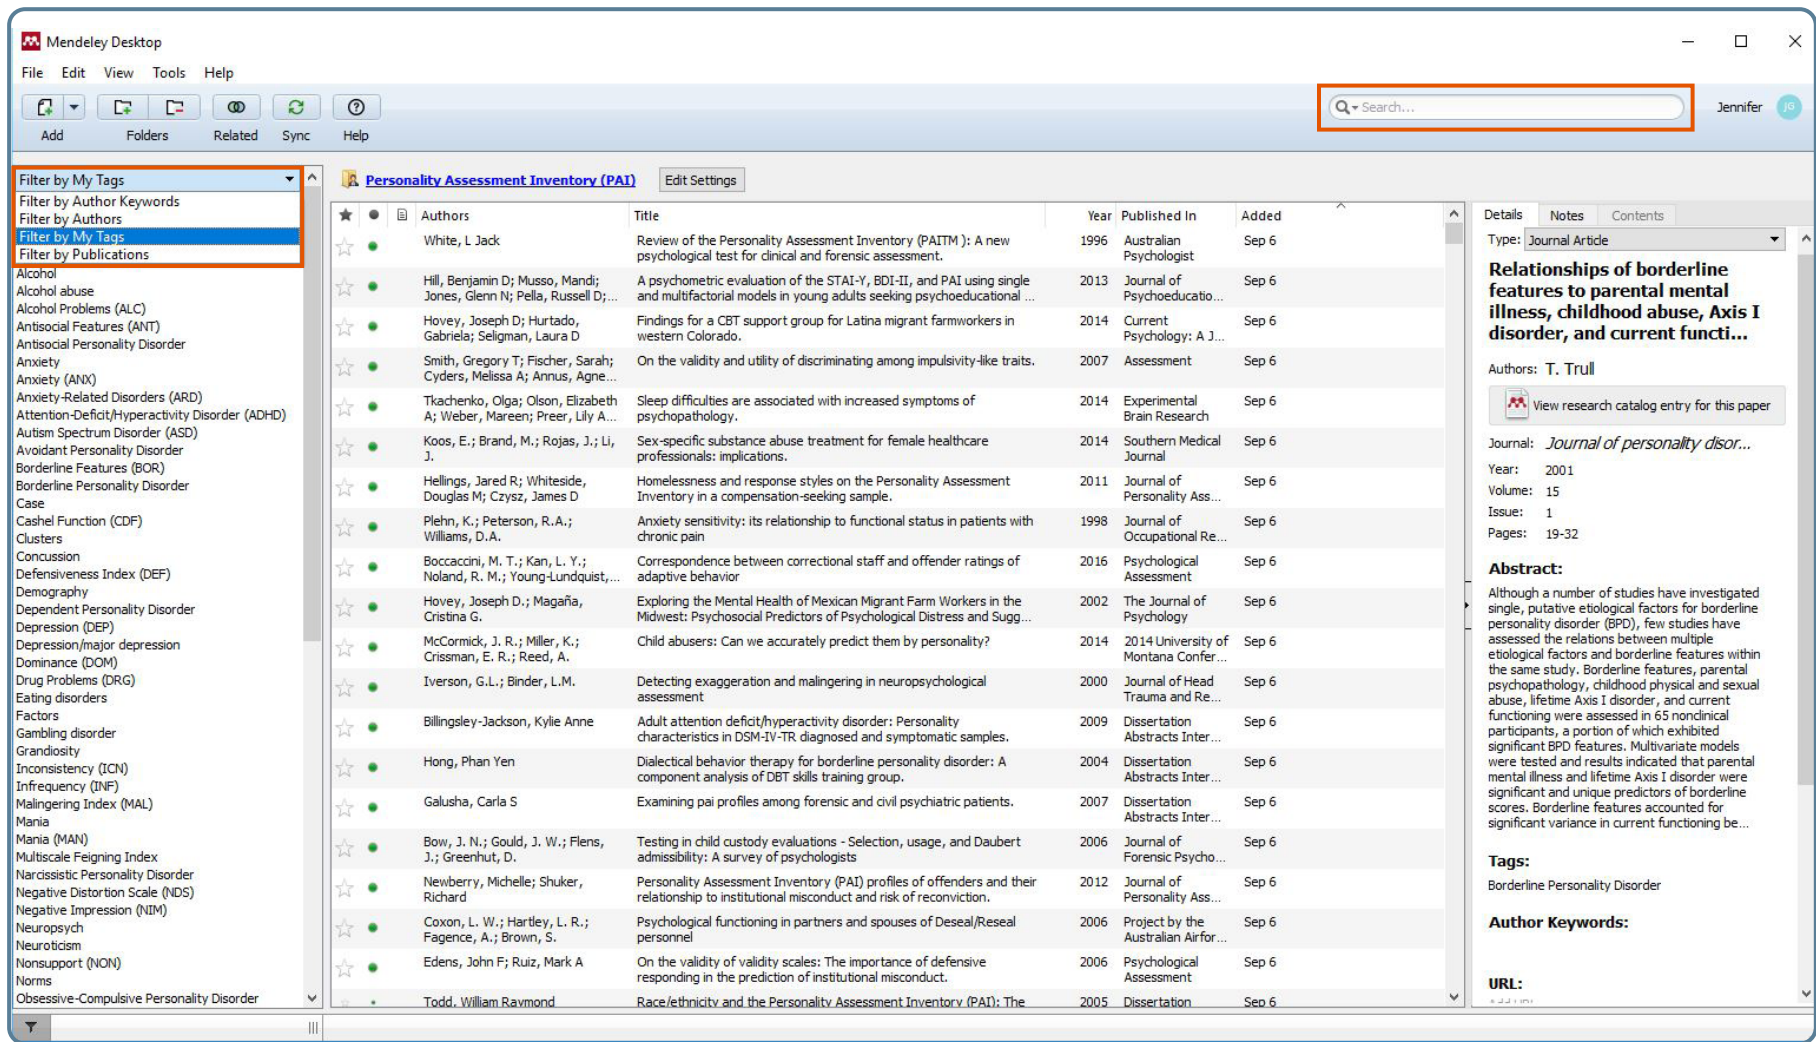 Mendeley Desktop
File Edit View Tools Help
Search...
Jennifer JG
Add Folders Related Sync Help
Filter by My Tags
Filter by Author Keywords
Filter by Authors
Filter by My Tags
Filter by Publications
Alcohol
Alcohol abuse
Alcohol Problems (ALC)
Antisocial Features (ANT)
Antisocial Personality Disorder
Anxiety
Anxiety (ANX)
Anxiety-Related Disorders (ARD)
Attention-Deficit/Hyperactivity Disorder (ADHD)
Autism Spectrum Disorder (ASD)
Avoidant Personality Disorder
Borderline Features (BOR)
Borderline Personality Disorder
Case
Cashel Function (CDF)
Clusters
Concussion
Defensiveness Index (DEF)
Demography
Dependent Personality Disorder
Depression (DEP)
Depression/major depression
Dominance (DOM)
Drug Problems (DRG)
Eating disorders
Factors
Gambling disorder
Grandiosity
Inconsistency (ICN)
Infrequency (INF)
Malingering Index (MAL)
Mania
Mania (MAN)
Multiscale Feigning Index
Narcissistic Personality Disorder
Negative Distortion Scale (NDS)
Negative Impression (NIM)
Neuropsych
Neuroticism
Nonsupport (NON)
Norms
Obsessive-Compulsive Personality Disorder
Personality Assessment Inventory (PAI) Edit Settings
Authors Title Year Published In Added
White, L Jack Review of the Personality Assessment Inventory (PAITM ): A new 1996 Australian Sep 6
psychological test for clinical and forensic assessment. Psychologist
Hill, Benjamin D; Musso, Mandi; A psychometric evaluation of the STAI-Y, BDI-II, and PAI using single 2013 Journal of Sep 6
Jones, Glenn N; Pella, Russell D;... and multifactorial models in young adults seeking psychoeducational ... Psychoeducatio...
Hovey, Joseph D; Hurtado, Findings for a CBT support group for Latina migrant farmworkers in 2014 Current Sep 6
Gabriela; Seligman, Laura D western Colorado. Psychology: A J...
Smith, Gregory T; Fischer, Sarah; On the validity and utility of discriminating among impulsivity-like traits. 2007 Assessment Sep 6
Cyders, Melissa A; Annus, Agne...
Tkachenko, Olga; Olson, Elizabeth Sleep difficulties are associated with increased symptoms of 2014 Experimental Sep 6
A; Weber, Mareen; Preer, Lily A... psychopathology. Brain Research
Koos, E.; Brand, M.; Rojas, J.; Li, Sex-specific substance abuse treatment for female healthcare 2014 Southern Medical Sep 6
J. professionals: implications. Journal
Hellings, Jared R; Whiteside, Homelessness and response styles on the Personality Assessment 2011 Journal of Sep 6
Douglas M; Czysz, James D Inventory in a compensation-seeking sample. Personality Ass...
Plehn, K.; Peterson, R.A.; Anxiety sensitivity: its relationship to functional status in patients with 1998 Journal of Sep 6
Williams, D.A. chronic pain Occupational Re...
Boccaccini, M. T.; Kan, L. Y.; Correspondence between correctional staff and offender ratings of 2016 Psychological Sep 6
Noland, R. M.; Young-Lundquist,... adaptive behavior Assessment
Hovey, Joseph D.; Magaña, Exploring the Mental Health of Mexican Migrant Farm Workers in the 2002 The Journal of Sep 6
Cristina G. Midwest: Psychosocial Predictors of Psychological Distress and Sugg... Psychology
McCormick, J. R.; Miller, K.; Child abusers: Can we accurately predict them by personality? 2014 2014 University of Sep 6
Crissman, E. R.; Reed, A. Montana Confer...
Iverson, G.L.; Binder, L.M. Detecting exaggeration and malingering in neuropsychological 2000 Journal of Head Sep 6
assessment Trauma and Re...
Billingsley-Jackson, Kylie Anne Adult attention deficit/hyperactivity disorder: Personality 2009 Dissertation Sep 6
characteristics in DSM-IV-TR diagnosed and symptomatic samples. Abstracts Inter...
Hong, Phan Yen Dialectical behavior therapy for borderline personality disorder: A 2004 Dissertation Sep 6
component analysis of DBT skills training group. Abstracts Inter...
Galusha, Carla S Examining pai profiles among forensic and civil psychiatric patients. 2007 Dissertation Sep 6
Abstracts Inter...
Bow, J. N.; Gould, J. W.; Flens, Testing in child custody evaluations - Selection, usage, and Daubert 2006 Journal of Sep 6
J.; Greenhut, D. admissibility: A survey of psychologists Forensic Psycho...
Newberry, Michelle; Shuker, Personality Assessment Inventory (PAI) profiles of offenders and their 2012 Journal of Sep 6
Richard relationship to institutional misconduct and risk of reconviction. Personality Ass...
Coxon, L. W.; Hartley, L. R.; Psychological functioning in partners and spouses of Deseal/Reseal 2006 Project by the Sep 6
Fagence, A.; Brown, S. personnel Australian Airfor...
Edens, John F; Ruiz, Mark A On the validity of validity scales: The importance of defensive 2006 Psychological Sep 6
responding in the prediction of institutional misconduct. Assessment
Todd, William Raymond Race/ethnicity and the Personality Assessment Inventory (PAI): The 2005 Dissertation Sep 6
Details Notes Contents
Type: Journal Article
Relationships of borderline
features to parental mental
illness, childhood abuse, Axis I
disorder, and current functi...
Authors: T. Trull
View research catalog entry for this paper
Journal: Journal of personality disor...
Year: 2001
Volume: 15
Issue: 1
Pages: 19-32
Abstract:
Although a number of studies have investigated
single, putative etiological factors for borderline
personality disorder (BPD), few studies have
assessed the relations between multiple
etiological factors and borderline features within
the same study. Borderline features, parental
psychopathology, childhood physical and sexual
abuse, lifetime Axis I disorder, and current
functioning were assessed in 65 nonclinical
participants, a portion of which exhibited
significant BPD features. Multivariate models
were tested and results indicated that parental
mental illness and lifetime Axis I disorder were
significant and unique predictors of borderline
scores. Borderline features accounted for
significant variance in current functioning be...
Tags:
Borderline Personality Disorder
Author Keywords:
URL: